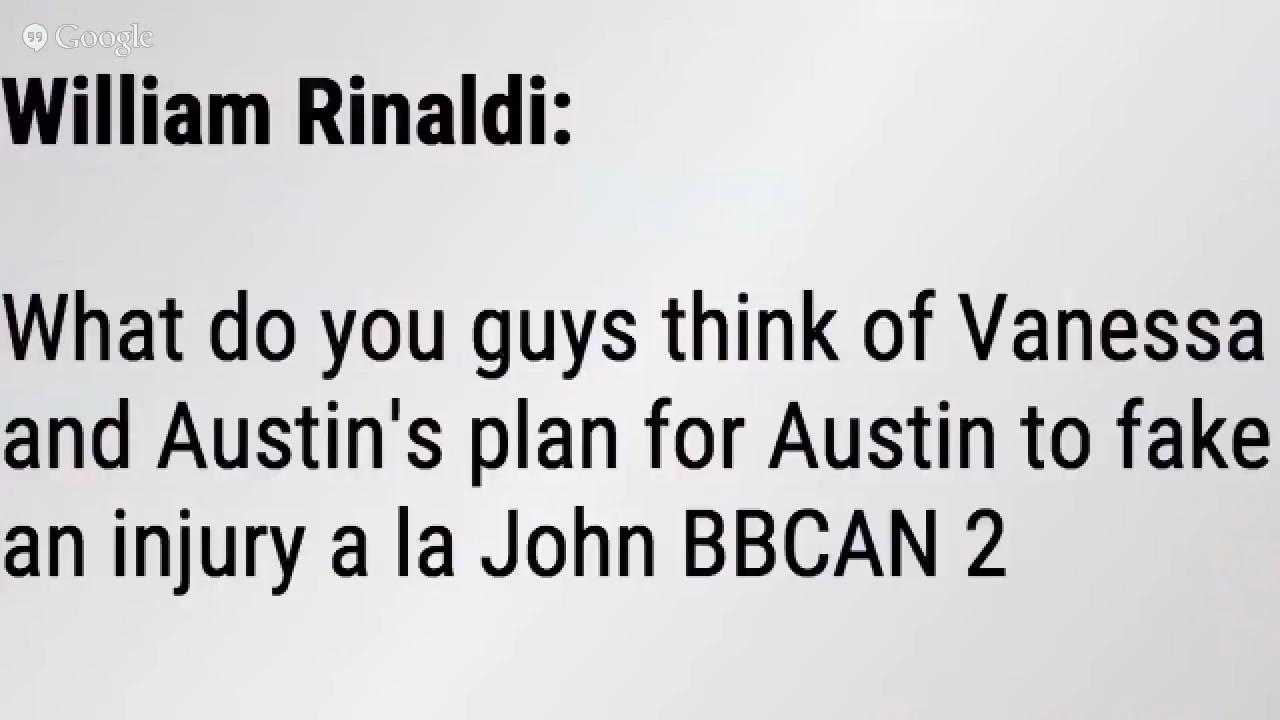 Google
William Rinaldi:
What do you guys think of Vanessa
and Austin's plan for Austin to fake
an injury a la John BBCAN 2